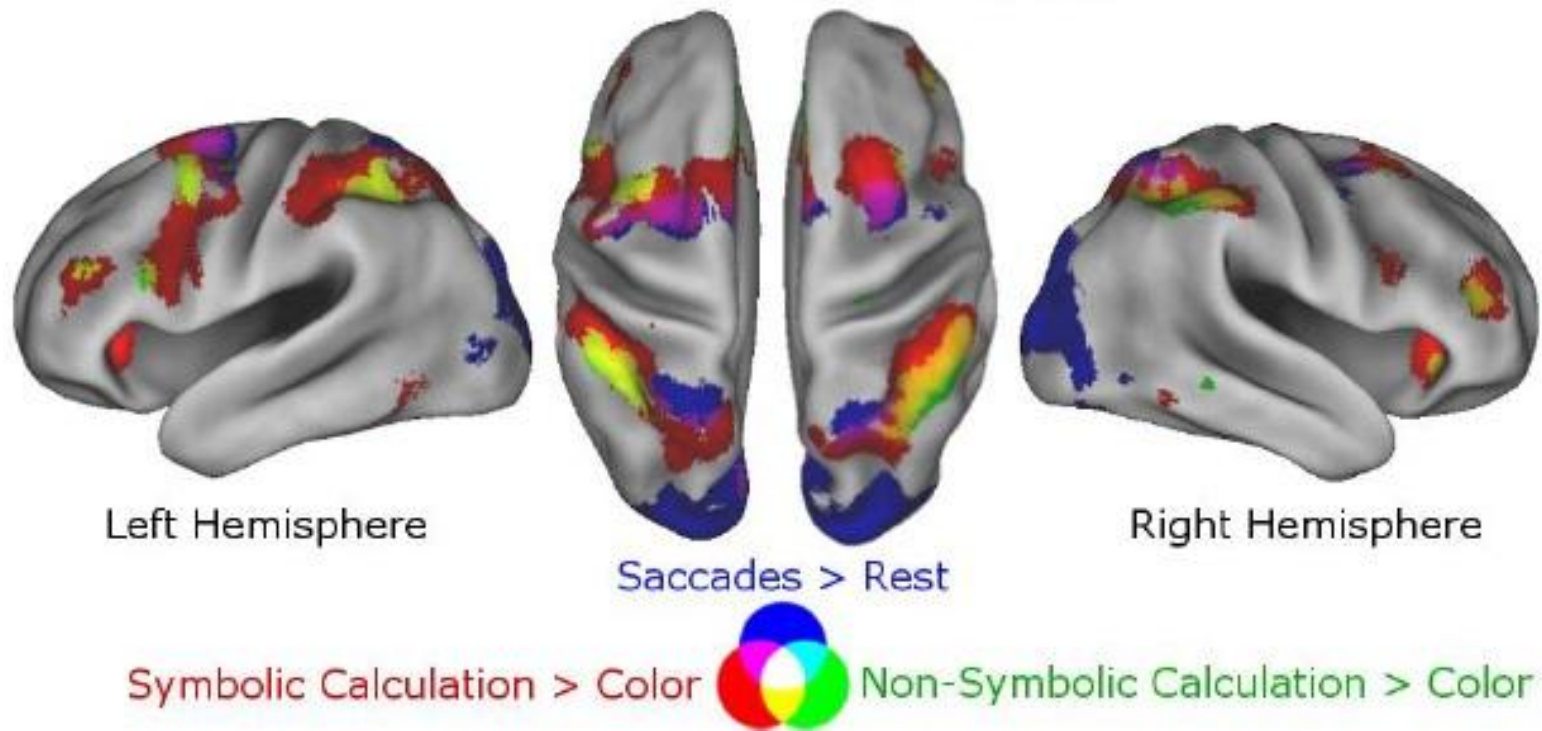 Left Hemisphere
Right Hemisphere
Saccades > Rest
Symbolic Calculation > Color
Non-Symbolic Calculation > Color